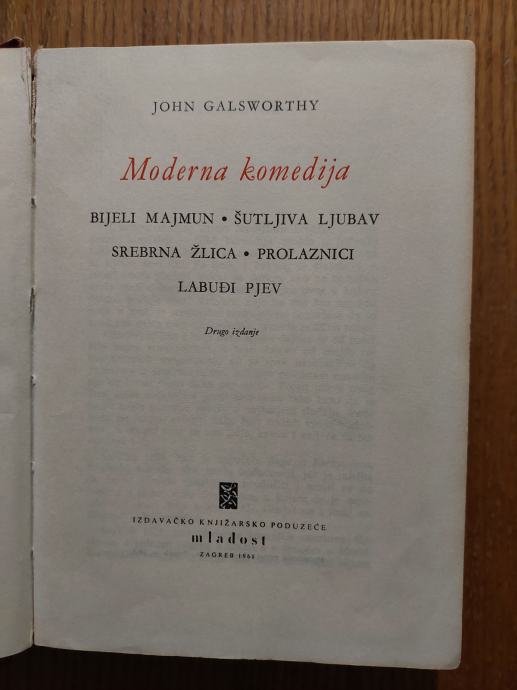 JOHN GALSWORTHY
Moderna komedija
BIJELI MAJMUN • ŠUTLJIVA LJUBAV
SREBRNA ŽLICA • PROLAZNICI
LABUĐI PJEV
Drugo izdanje
IZDAVAČKO KNJIŽARSKO PODUZEĆE
mladost
ZAGREB